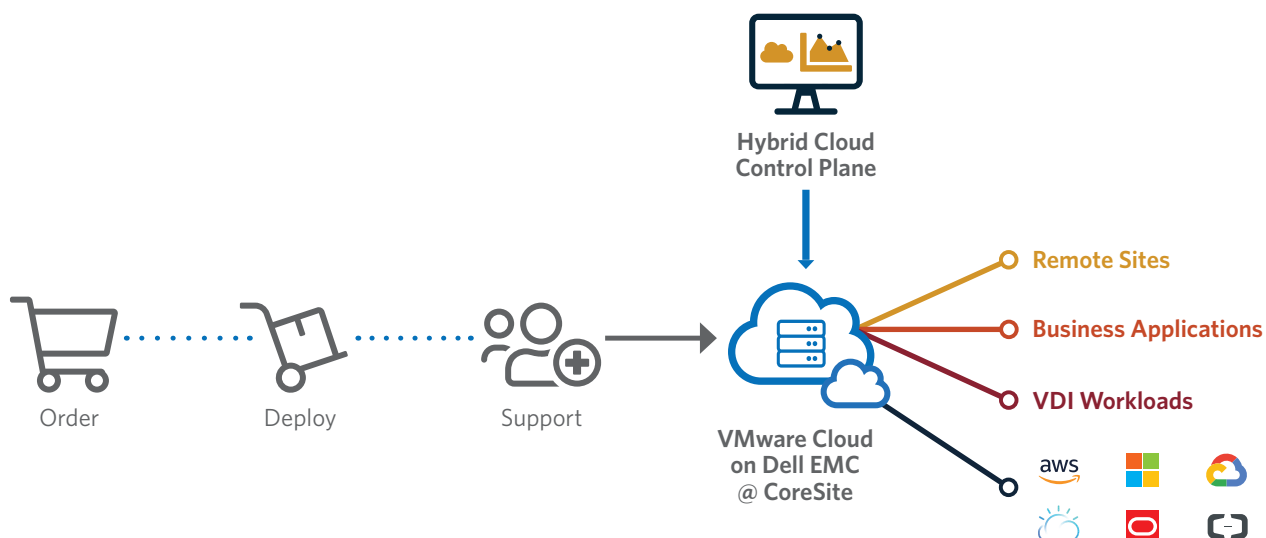 Hybrid Cloud
Control Plane
Remote Sites
Business Applications
VDI Workloads
Order
Deploy
Support
VMware Cloud
on Dell EMC
@ CoreSite
aws